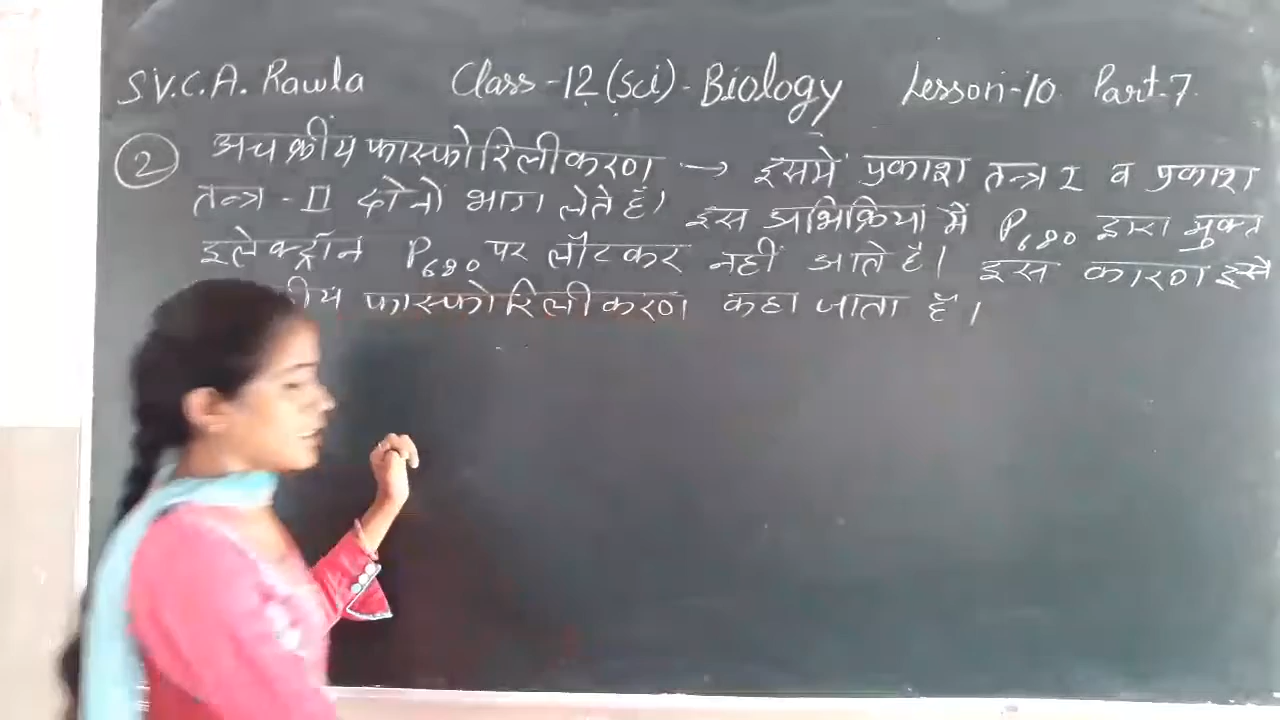 S.V.C.A. Rawla Class-12 (Sci) - Biology Lesson-10 Part-7
② अचक्रीय फास्फोरिलीकरण → इसमें प्रकाश तन्त्र I व प्रकाश
तन्त्र-II दोनो भाग लेते हैं। इस अभिक्रिया में P680 द्वारा मुक्त
इलेक्ट्रॉन P680 पर लौटकर नहीं आते है। इस कारण इसे
फास्फोरिलीकरण कहा जाता है।